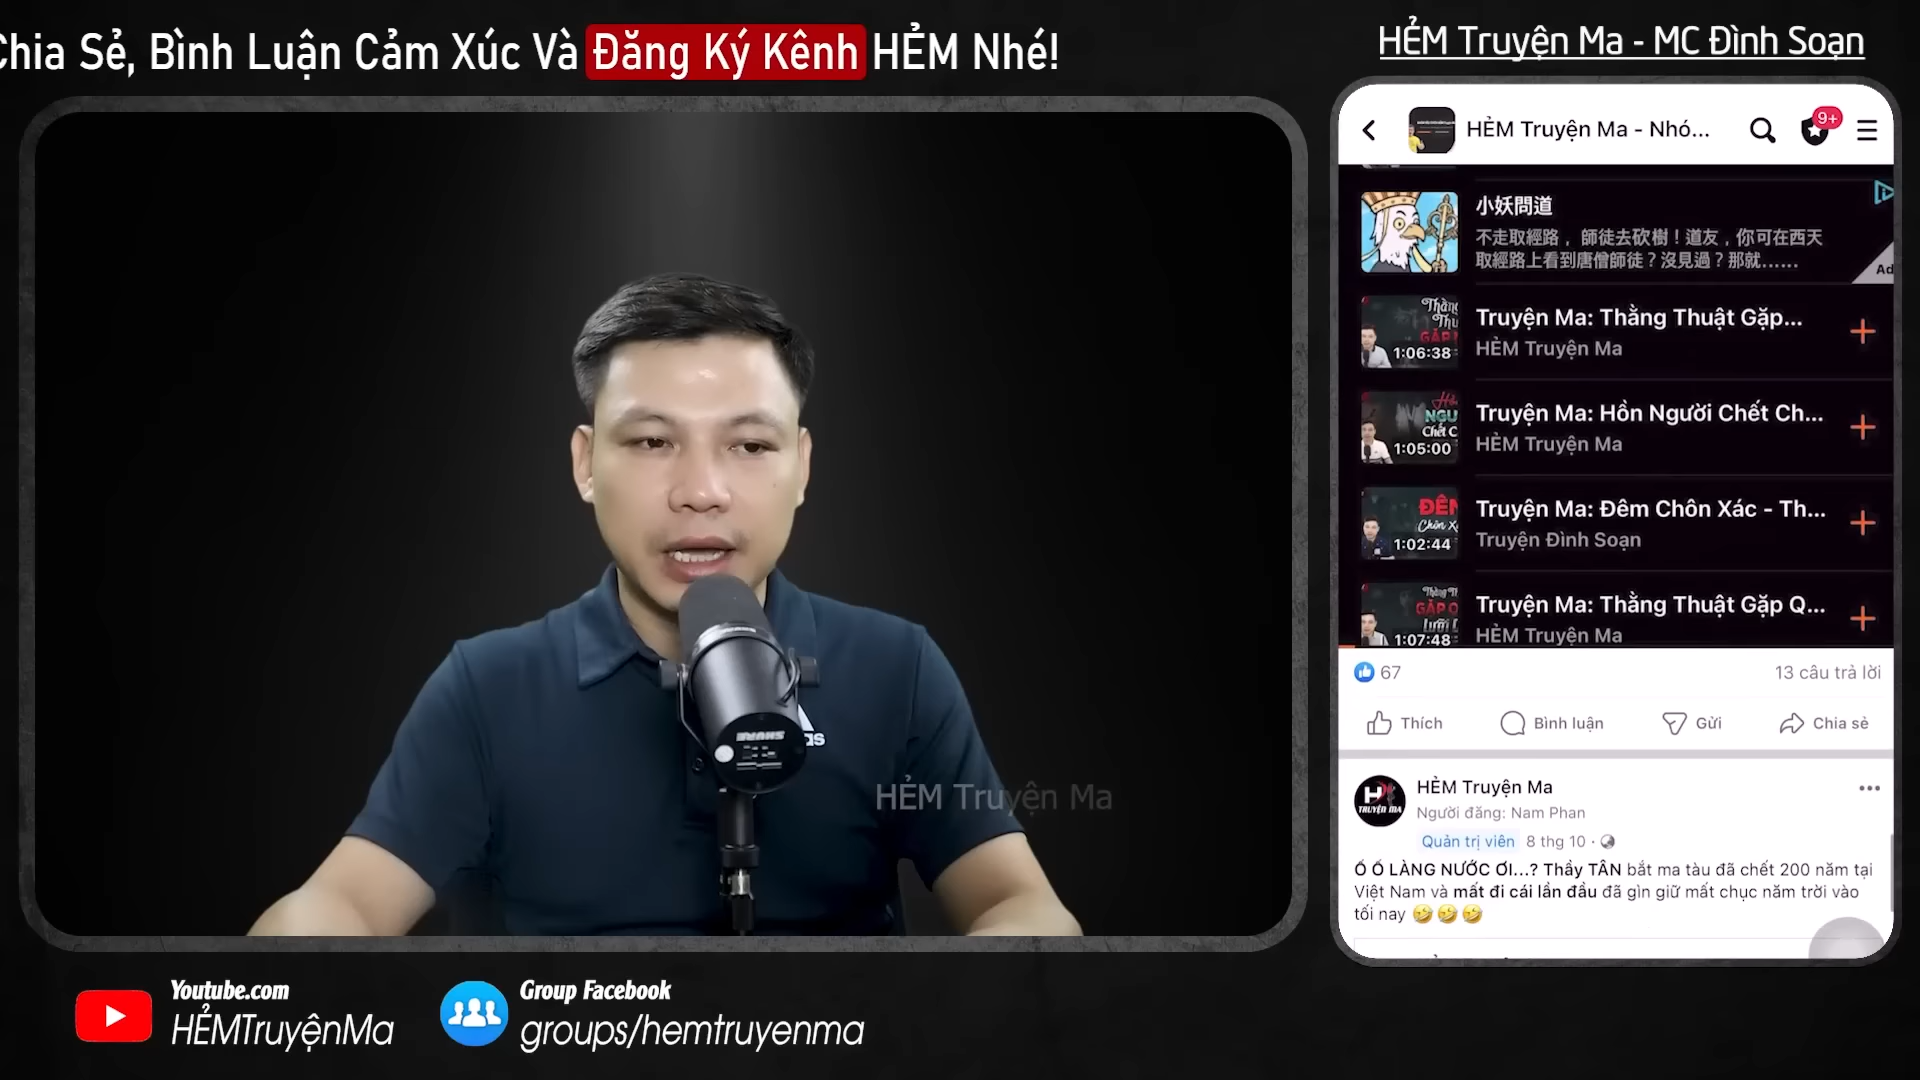 Chia Sẻ, Bình Luận Cảm Xúc Và Đăng Ký Kênh HẺM Nhé!
HẺM Truyện Ma - MC Đình Soạn
HẺM Truyện Ma - Nhó...
9+
小妖問道
不走取經路，師徒去砍樹！道友，你可在西天
取經路上看到唐僧師徒？沒見過？那就……
Ad
Truyện Ma: Thằng Thuật Gặp...
HẺM Truyện Ma
1:06:38
Truyện Ma: Hồn Người Chết Ch...
HẺM Truyện Ma
1:05:00
Truyện Ma: Đêm Chôn Xác - Th...
Truyện Đình Soạn
1:02:44
Truyện Ma: Thằng Thuật Gặp Q...
HẺM Truyện Ma
1:07:48
67
13 câu trả lời
Thích
Bình luận
Gửi
Chia sẻ
HẺM Truyện Ma
Người đăng: Nam Phan
Quản trị viên 8 thg 10 ·
Ố Ố LÀNG NƯỚC ƠI...? Thầy TÂN bắt ma tàu đã chết 200 năm tại
Việt Nam và mất đi cái lần đầu đã gìn giữ mất chục năm trời vào
tối nay
SHURE
HẺM Truyện Ma
Youtube.com
HẺMTruyệnMa
Group Facebook
groups/hemtruyenma